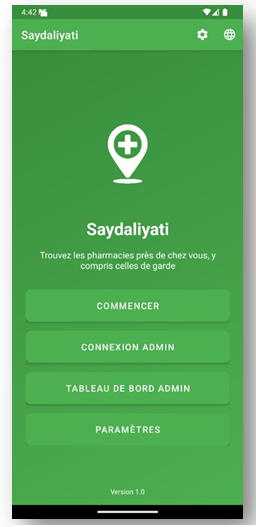 4:42
Saydaliyati
Saydaliyati
Trouvez les pharmacies près de chez vous, y
compris celles de garde
COMMENCER
CONNEXION ADMIN
TABLEAU DE BORD ADMIN
PARAMÈTRES
Version 1.0